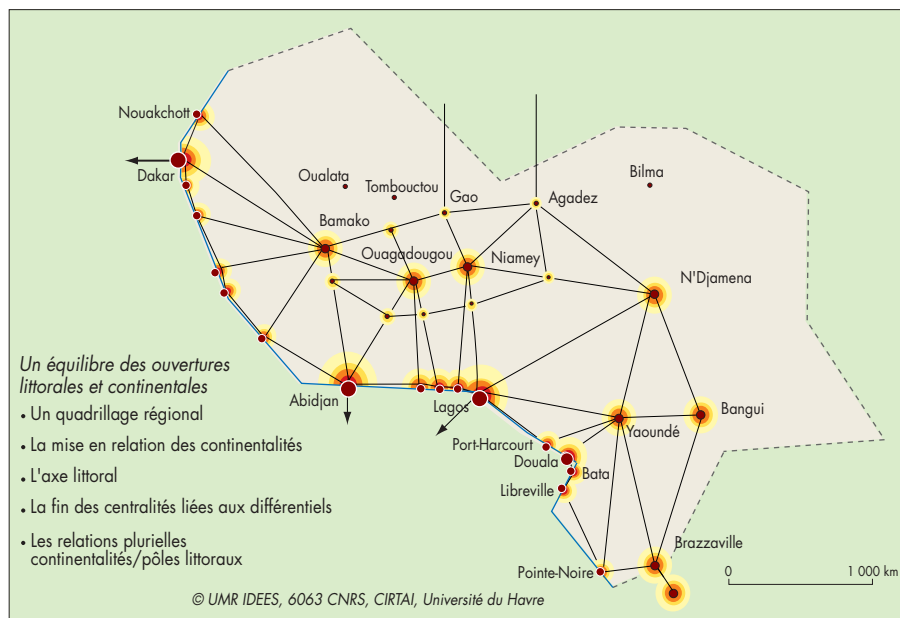 Nouakchott
Dakar
Oualata
Tombouctou
Gao
Agadez
Bilma
Bamako
Ouagadougou
Niamey
N'Djamena
Abidjan
Lagos
Port-Harcourt
Douala
Bata
Libreville
Yaoundé
Bangui
Pointe-Noire
Brazzaville
Un équilibre des ouvertures
littorales et continentales
• Un quadrillage régional
• La mise en relation des continentalités
• L'axe littoral
• La fin des centralités liées aux différentiels
• Les relations plurielles
continentalités/pôles littoraux
0 1 000 km
© UMR IDEES, 6063 CNRS, CIRTAI, Université du Havre